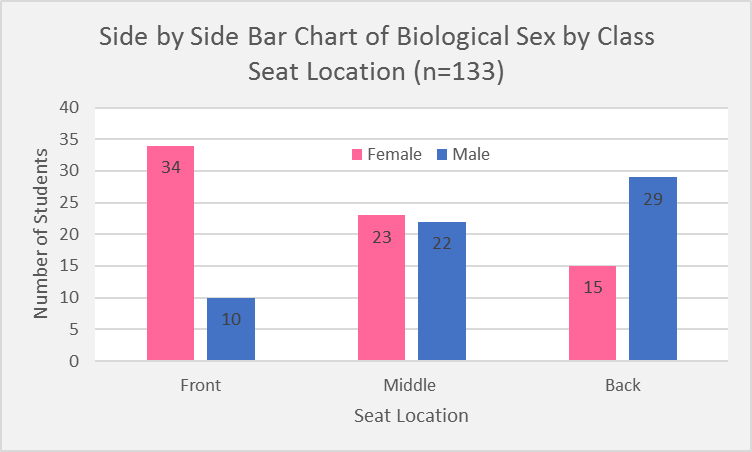 Side by Side Bar Chart of Biological Sex by Class
Seat Location (n=133)
Number of Students
40
35
30
25
20
15
10
5
0
Female Male
34
10
23
22
15
29
Front Middle Back
Seat Location